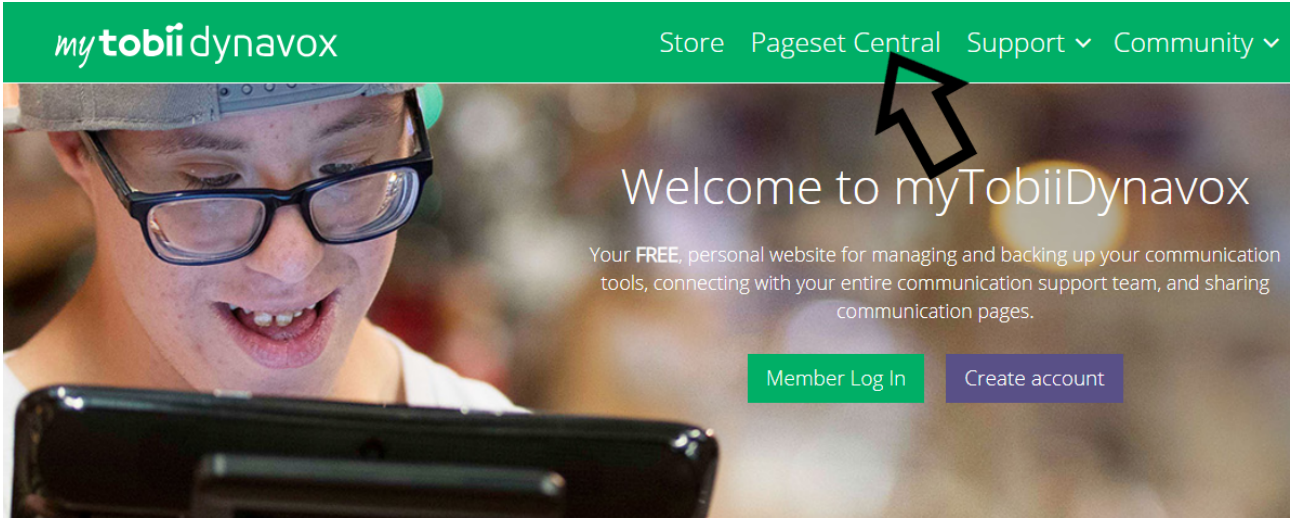 my tobii dynavox
Store Pageset Central Support Community
Welcome to myTobiiDynavox
Your FREE, personal website for managing and backing up your communication
tools, connecting with your entire communication support team, and sharing
communication pages.
Member Log In Create account